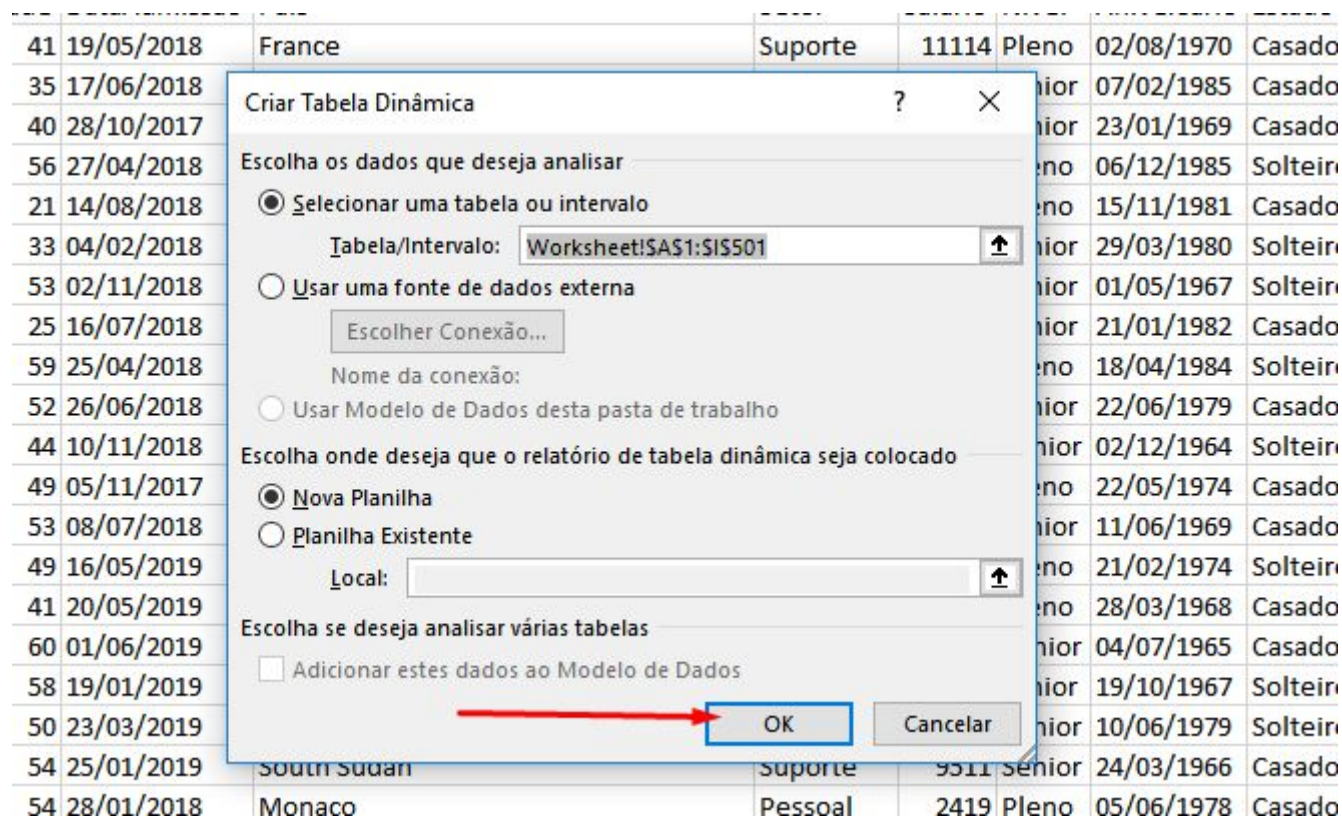 41 19/05/2018 France Suporte 11114 Pleno 02/08/1970 Casado
35 17/06/2018 07/02/1985 Casado
Criar Tabela Dinâmica ? ×
40 28/10/2017 23/01/1969 Casado
Escolha os dados que deseja analisar
56 27/04/2018 06/12/1985
Selecionar uma tabela ou intervalo
21 14/08/2018 15/11/1981 Casado
Tabela/Intervalo: Worksheet!$A$1:$I$501
33 04/02/2018 29/03/1980
Usar uma fonte de dados externa
53 02/11/2018 01/05/1967
Escolher Conexão...
25 16/07/2018 21/01/1982 Casado
Nome da conexão:
59 25/04/2018 18/04/1984
Usar Modelo de Dados desta pasta de trabalho
52 26/06/2018 22/06/1979 Casado
44 10/11/2018 02/12/1964
Escolha onde deseja que o relatório de tabela dinâmica seja colocado
49 05/11/2017 22/05/1974 Casado
Nova Planilha
53 08/07/2018 11/06/1969 Casado
Planilha Existente
49 16/05/2019 21/02/1974
Local:
41 20/05/2019 28/03/1968 Casado
Escolha se deseja analisar várias tabelas
60 01/06/2019 04/07/1965 Casado
Adicionar estes dados ao Modelo de Dados
58 19/01/2019 19/10/1967
OK Cancelar
50 23/03/2019 10/06/1979
54 25/01/2019 South Sudan Suporte 9511 Senior 24/03/1966 Casado
54 28/01/2018 Monaco Pessoal 2419 Pleno 05/06/1978 Casado